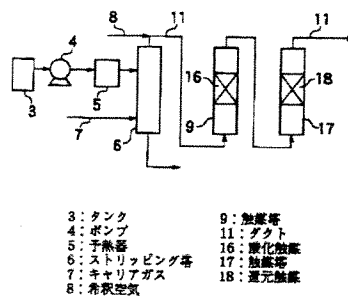 8
11
11
4
16
18
3
5
9
17
7
6
3：タンク
4：ポンプ
5：予熱器
6：ストリッピング塔
7：キャリアガス
8：希釈空気
9：触媒塔
11：ダクト
16：酸化触媒
17：触媒塔
18：還元触媒